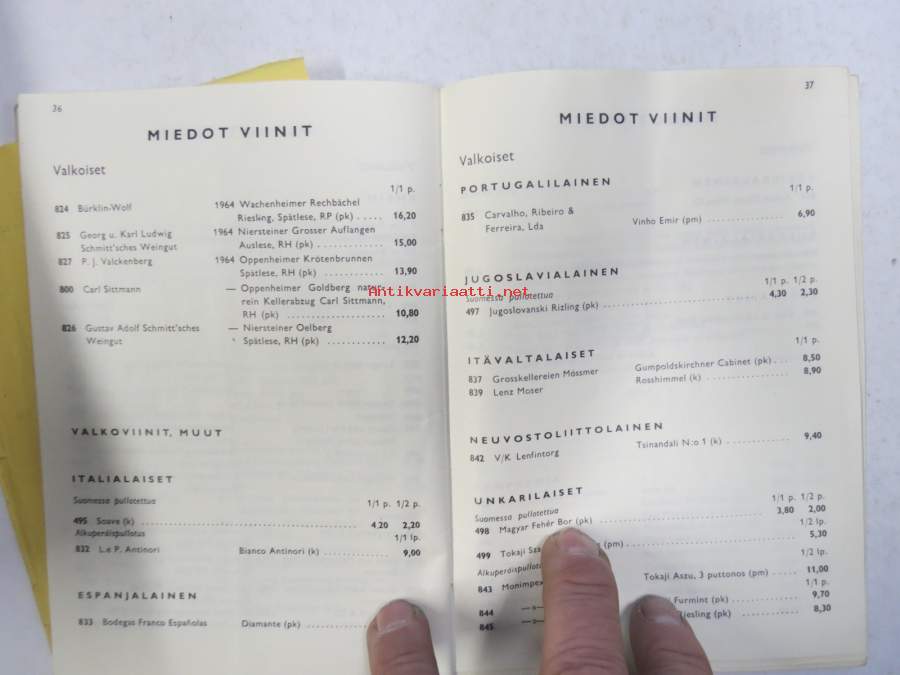 36
MIEDOT VIINIT
Valkoiset
1/1 p.
824 Bürklin-Wolf 1964 Wachenheimer Rechbächel
Riesling, Spätlese, RP (pk) ..... 16,20
825 Georg u. Karl Ludwig 1964 Niersteiner Grosser Auflangen
Schmitt'sches Weingut Auslese, RH (pk) ............ 15,00
827 P. J. Valckenberg 1964 Oppenheimer Krötenbrunnen
Spätlese, RH (pk) ............ 13,90
800 Carl Sittmann — Oppenheimer Goldberg natur-
rein Kellerabzug Carl Sittmann,
RH (pk) .................. 10,80
826 Gustav Adolf Schmitt'sches — Niersteiner Oelberg
Weingut Spätlese, RH (pk) ............ 12,20
VALKOVIINIT, MUUT
ITALIALAISET
Suomessa pullotettua 1/1 p. 1/2 p.
495 Soave (k) .................. 4,20 2,20
Alkuperäispullotus 1/1 lp.
832 L.e P. Antinori Bianco Antinori (k) ............ 9,00
ESPANJALAINEN
833 Bodegas Franco Españolas Diamante (pk) ............
37
MIEDOT VIINIT
Valkoiset
PORTUGALILAINEN
1/1 p.
835 Carvalho, Ribeiro & Vinho Emir (pm) ............ 6,90
Ferreira, Lda
JUGOSLAVIALAINEN
Suomessa pullotettua 1/1 p. 1/2 p.
497 Jugoslovanski Rizling (pk) ............ 4,30 2,30
ITÄVALTALAISET
1/1 p.
837 Grosskellereien Mössmer Gumpoldskirchner Cabinet (pk) ... 8,50
839 Lenz Moser Rosshimmel (k) ............ 8,90
NEUVOSTOLIITTOLAINEN
842 V/K Lenfintorg Tsinandali N:o 1 (k) ............ 9,40
UNKARILAISET
Suomessa pullotettua 1/1 p. 1/2 p.
498 Magyar Fehér Bor (pk) ............ 3,80 2,00
1/2 lp.
499 Tokaji (pm) ............ 5,30
1/2 lp.
843 Monimpex Tokaji Aszu, 3 puttonos (pm) ..... 11,00
1/1 p.
844 —»— Furmint (pk) ............ 9,70
845 —»— Riesling (pk) ............ 8,30
Antikvariaatti.net